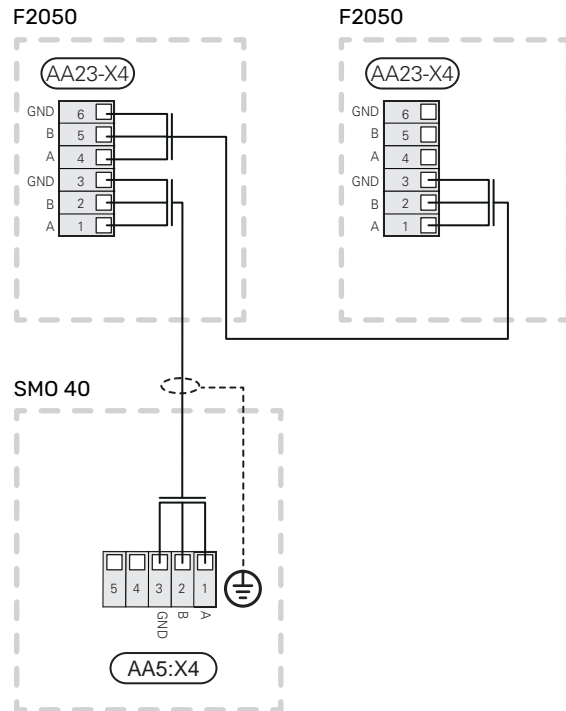 F2050
AA23-X4
GND 6
B 5
A 4
GND 3
B 2
A 1
F2050
AA23-X4
GND 6
B 5
A 4
GND 3
B 2
A 1
SMO 40
5 4 3 2 1
GND B A
AA5:X4